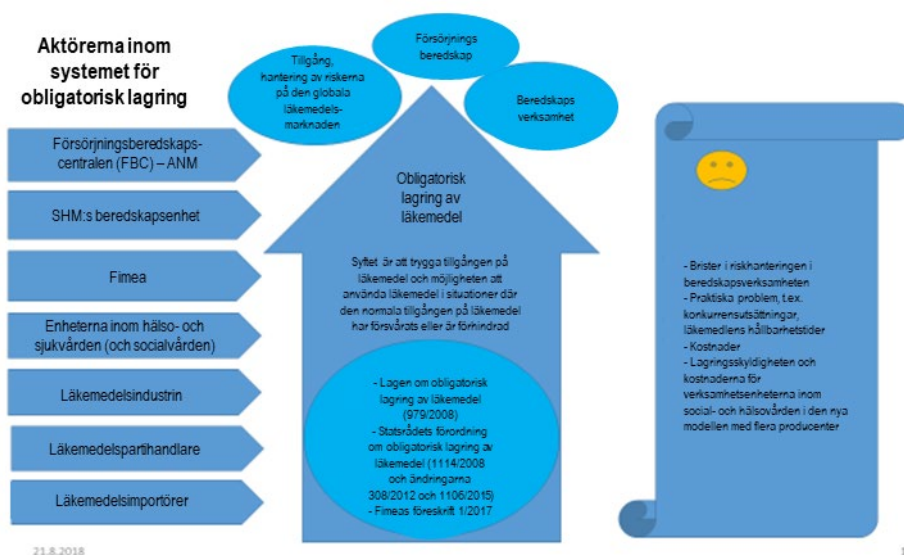 Aktörerna inom
systemet för
obligatorisk lagring
Försörjningsberedskaps-
centralen (FBC) – ANM
SHM:s beredskapsenhet
Fimea
Enheterna inom hälso- och
sjukvården (och socialvården)
Läkemedelsindustrin
Läkemedelspartihandlare
Läkemedelsimportörer
Tillgång,
hantering av riskerna
på den globala
läkemedels-
marknaden
Försörjnings
beredskap
Beredskaps
verksamhet
Obligatorisk
lagring av
läkemedel
Syftet är att trygga tillgången på
läkemedel och möjligheten att
använda läkemedel i situationer där
den normala tillgången på läkemedel
har försvårats eller är förhindrad
- Lagen om obligatorisk
lagring av läkemedel
(979/2008)
- Statsrådets förordning
om obligatorisk lagring av
läkemedel (1114/2008
och ändringarna
308/2012 och 1106/2015)
- Fimeas föreskrift 1/2017
- Brister i riskhanteringen i
beredskapsverksamheten
- Praktiska problem, t.ex.
konkurrensutsättningar,
läkemedlens hållbarhetstider
- Kostnader
- Lagringsskyldigheten och
kostnaderna för
verksamhetsenheterna inom
social- och hälsovården i den nya
modellen med flera producenter
21.8.2018
1